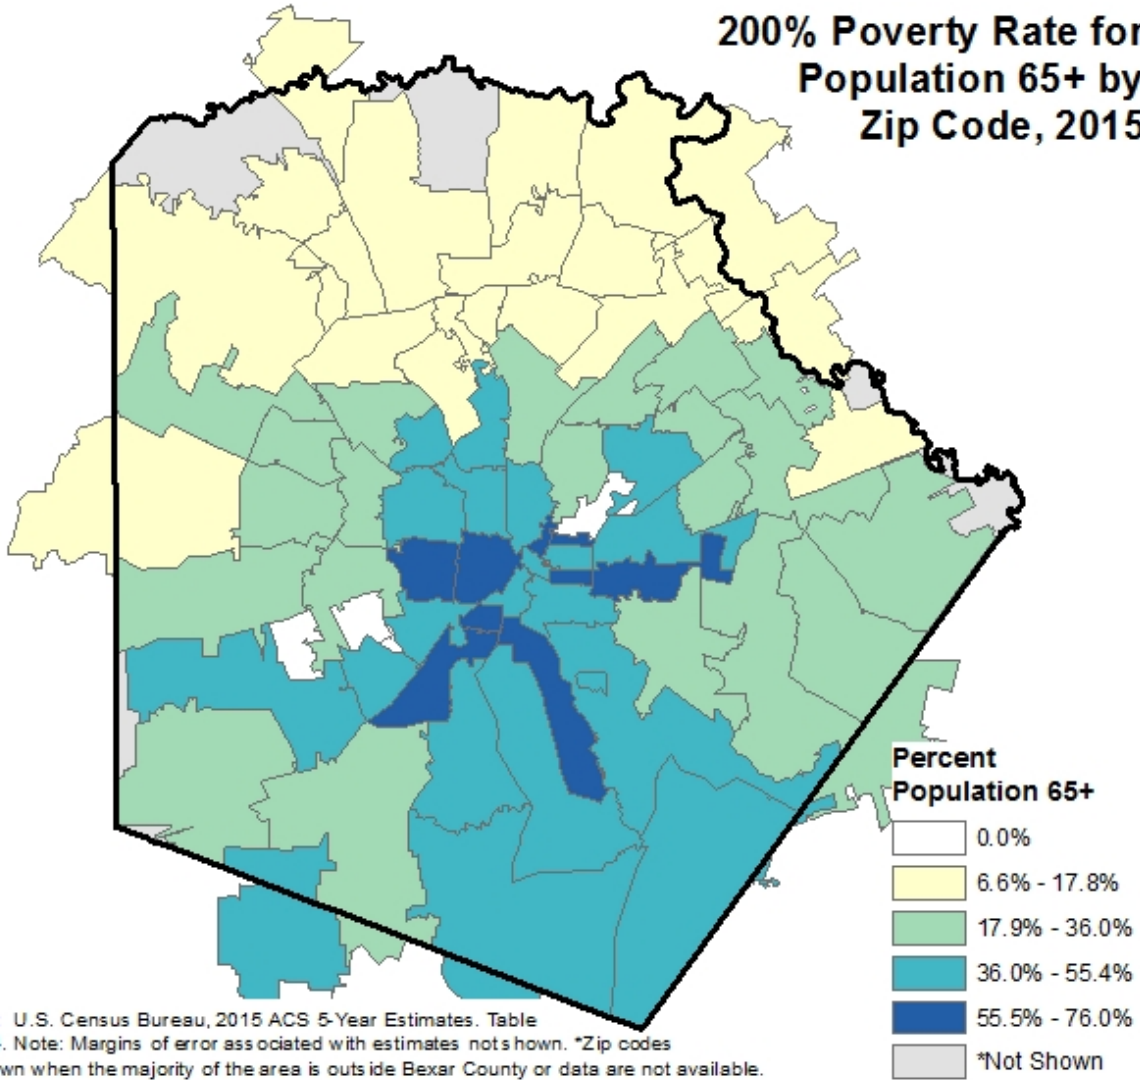 200% Poverty Rate for
Population 65+ by
Zip Code, 2015
Percent
Population 65+
0.0%
6.6% - 17.8%
17.9% - 36.0%
36.0% - 55.4%
55.5% - 76.0%
*Not Shown
U.S. Census Bureau, 2015 ACS 5-Year Estimates. Table
. Note: Margins of error associated with estimates not shown. *Zip codes
wn when the majority of the area is outside Bexar County or data are not available.